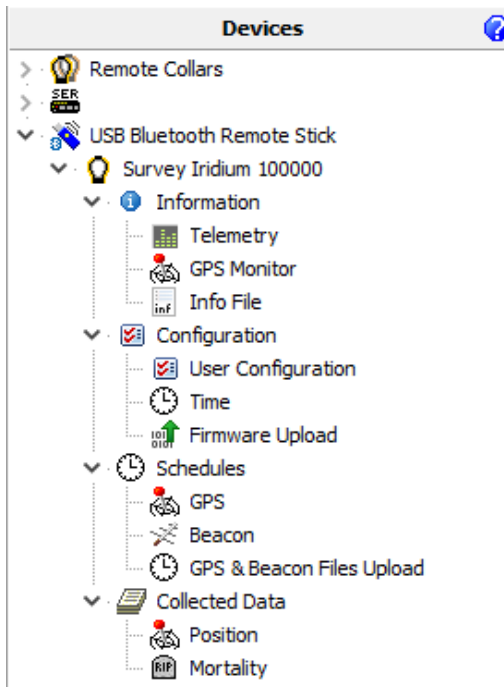 Devices
Remote Collars
SER
USB Bluetooth Remote Stick
Survey Iridium 100000
Information
Telemetry
GPS Monitor
inf Info File
Configuration
User Configuration
Time
Firmware Upload
Schedules
GPS
Beacon
GPS & Beacon Files Upload
Collected Data
Position
RIP Mortality